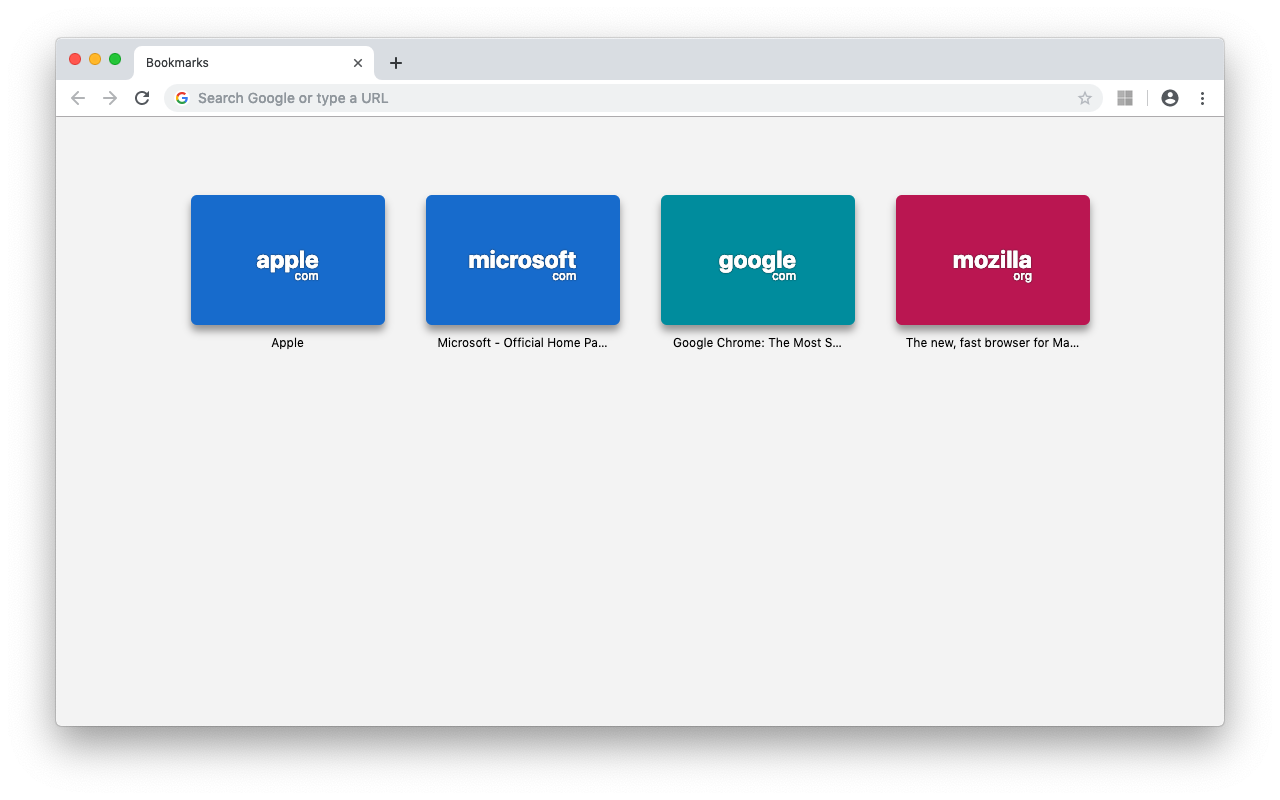 Bookmarks
Search Google or type a URL
apple
com
microsoft
com
google
com
mozilla
org
Apple
Microsoft - Official Home Pa...
Google Chrome: The Most S...
The new, fast browser for Ma...